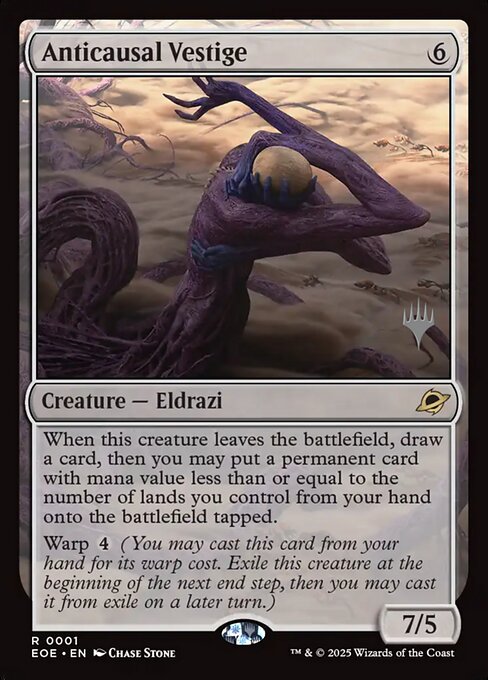 Anticausal Vestige 6
Creature — Eldrazi
When this creature leaves the battlefield, draw
a card, then you may put a permanent card
with mana value less than or equal to the
number of lands you control from your hand
onto the battlefield tapped.
Warp 4 (You may cast this card from your
hand for its warp cost. Exile this creature at
the beginning of the next end step, then you may cast
it from exile on a later turn.)
7/5
R 0001
EOE • EN Chase Stone
™ & © 2025 Wizards of the Coast